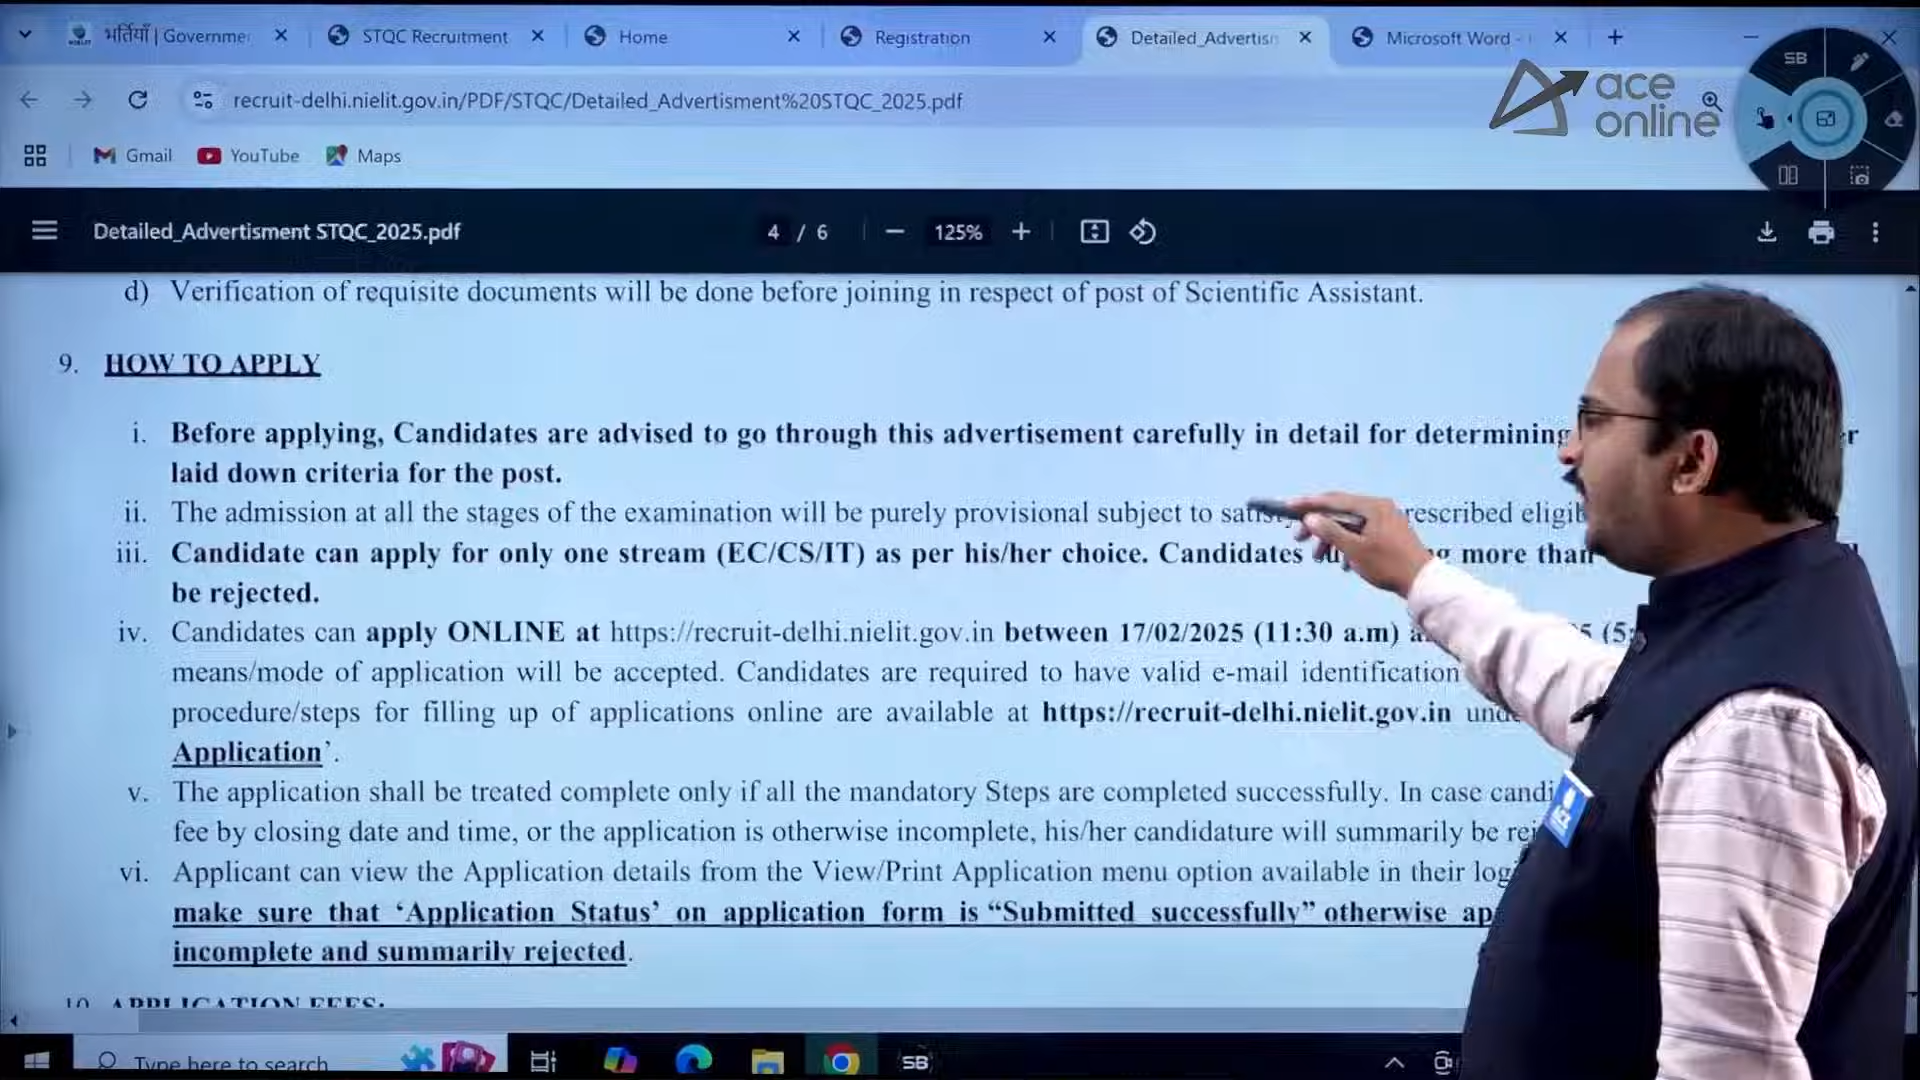 भर्तियाँ | Governmer
STQC Recruitment
Home
Registration
Detailed_Advertisn
Microsoft Word -
recruit-delhi.nielit.gov.in/PDF/STQC/Detailed_Advertisment%20STQC_2025.pdf
ace
online
SB
Gmail
YouTube
Maps
Detailed_Advertisment STQC_2025.pdf
4 / 6
125%
d) Verification of requisite documents will be done before joining in respect of post of Scientific Assistant.
9. HOW TO APPLY
i. Before applying, Candidates are advised to go through this advertisement carefully in detail for determining
laid down criteria for the post.
ii. The admission at all the stages of the examination will be purely provisional subject to
iii. Candidate can apply for only one stream (EC/CS/IT) as per his/her choice. Candidates more than
be rejected.
iv. Candidates can apply ONLINE at https://recruit-delhi.nielit.gov.in between 17/02/2025 (11:30 a.m)
means/mode of application will be accepted. Candidates are required to have valid e-mail identification
procedure/steps for filling up of applications online are available at https://recruit-delhi.nielit.gov.in
Application'.
v. The application shall be treated complete only if all the mandatory Steps are completed successfully. In case
fee by closing date and time, or the application is otherwise incomplete, his/her candidature will summarily be
vi. Applicant can view the Application details from the View/Print Application menu option available in their
make sure that ‘Application Status’ on application form is “Submitted successfully” otherwise
incomplete and summarily rejected.
10. APPLICATION FEES:
Type here to search
SB